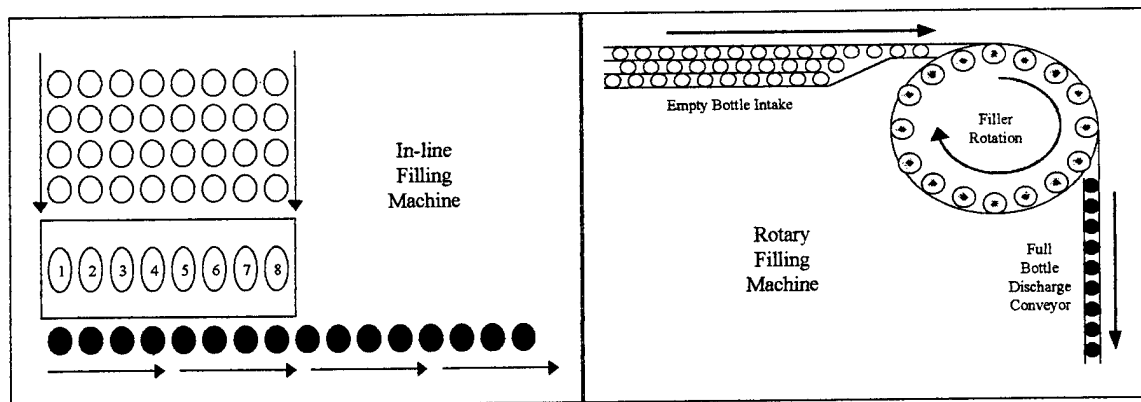 In-line
Filling
Machine
1 2 3 4 5 6 7 8
Empty Bottle Intake
Filler
Rotation
Rotary
Filling
Machine
Full
Bottle
Discharge
Conveyor